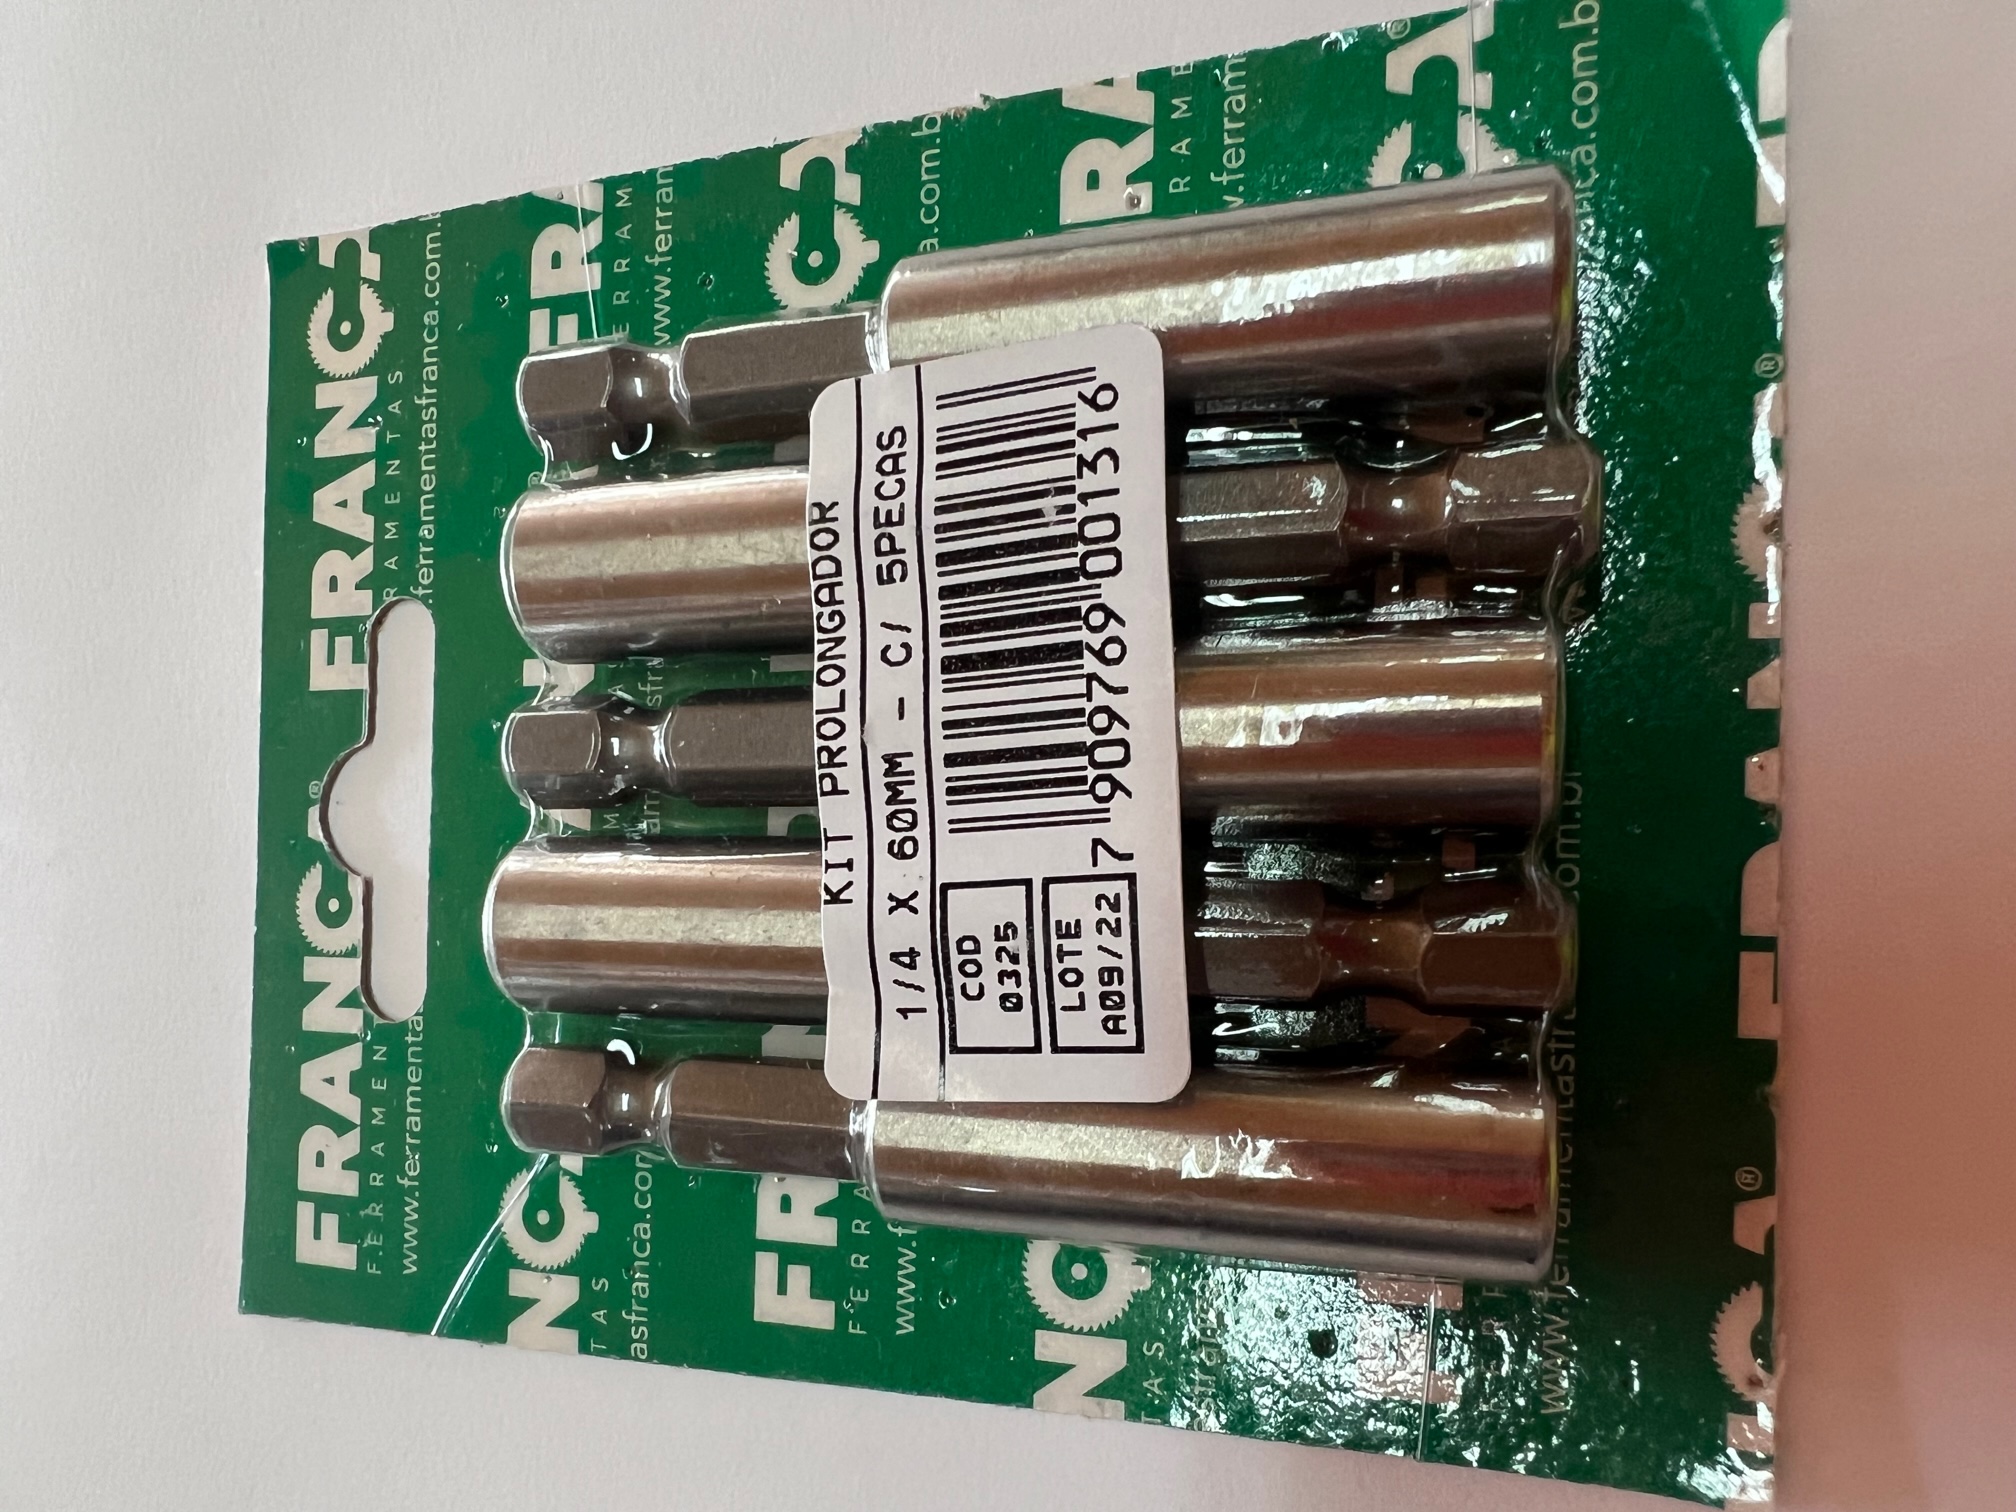 FRANÇA® FRANÇA
FERRAMENTAS
www.ferramentasfranca.com.b
KIT PROLONGADOR
1/4 X 60MM - C/ 5PECAS
COD
0325
LOTE
A09/22
7 909769 001316